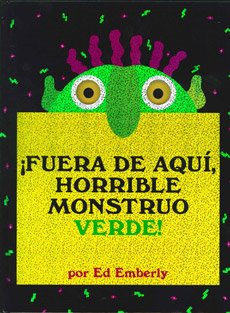 ¡FUERA DE AQUÍ,
HORRIBLE
MONSTRUO
VERDE!
por Ed Emberly